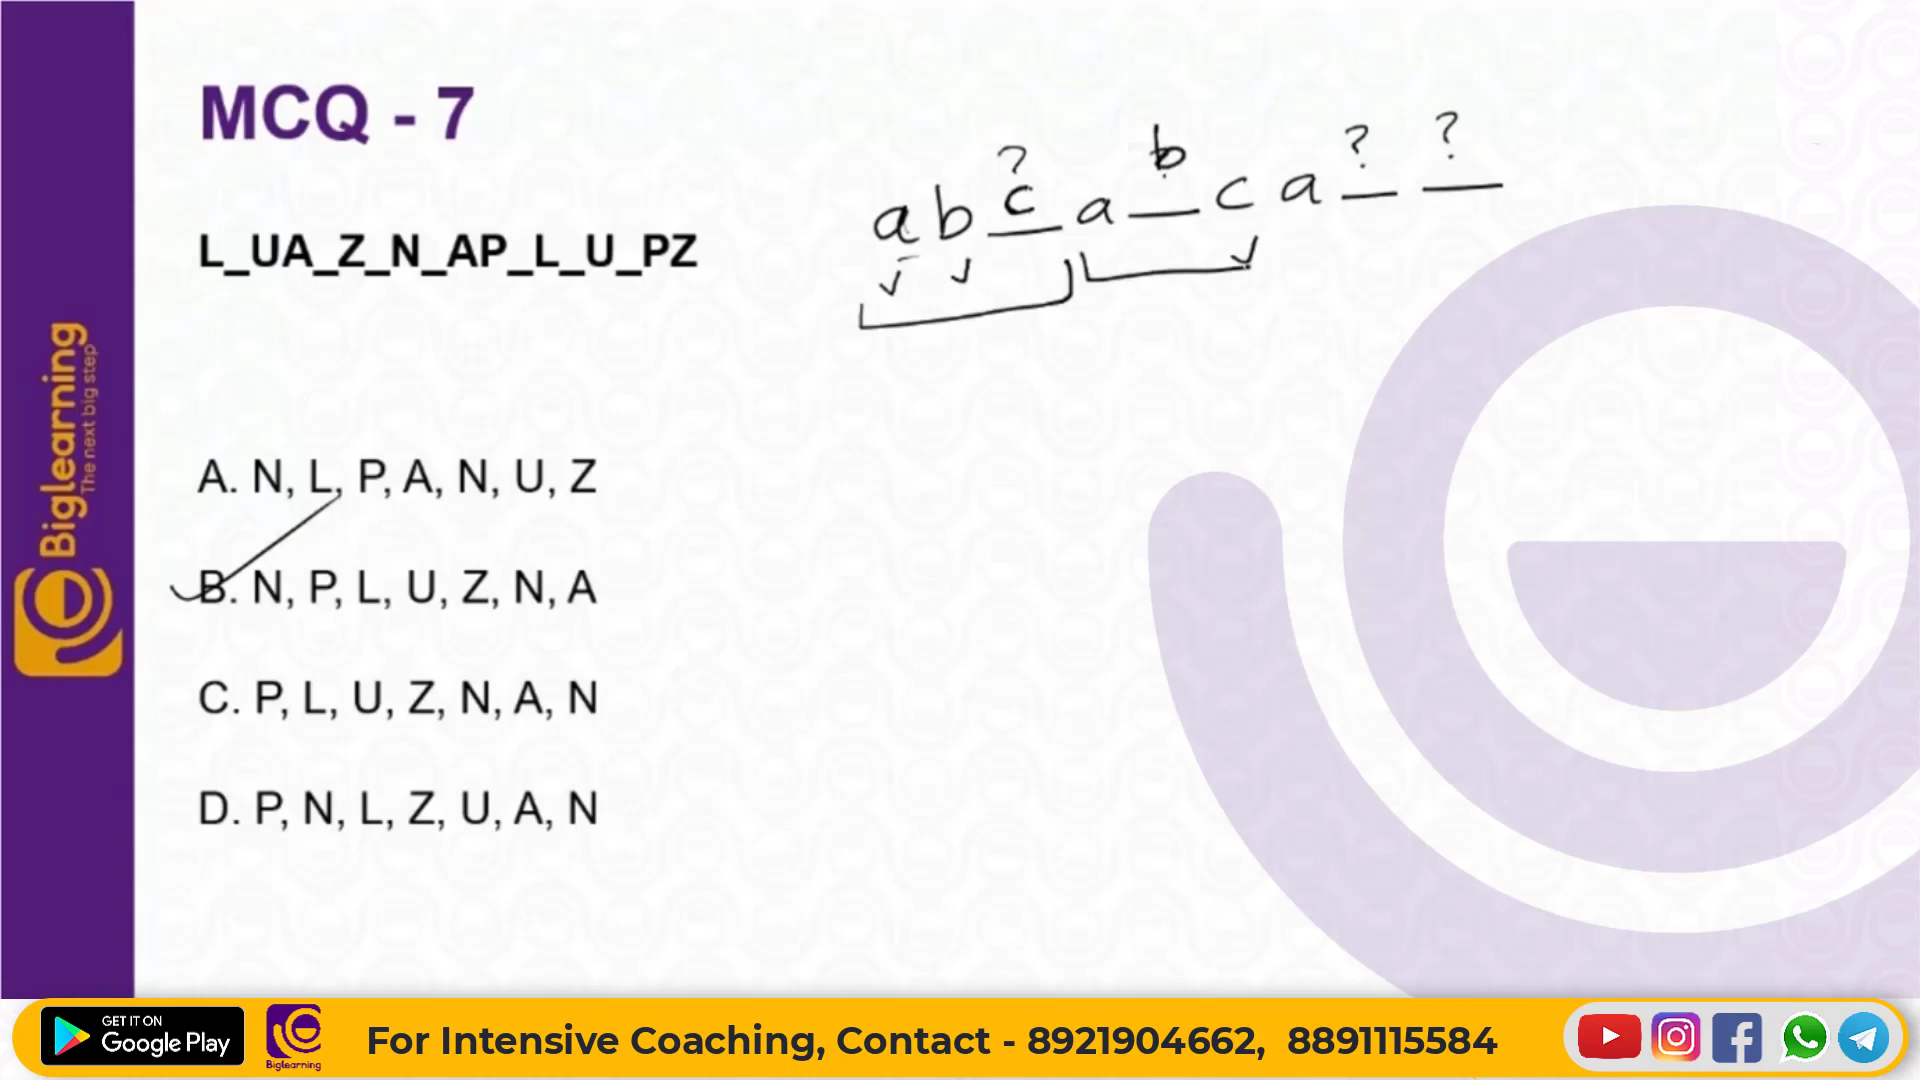 MCQ - 7
? b ? ?
a b c a _ c a _ _
L_UA_Z_N_AP_L_U_PZ
A. N, L, P, A, N, U, Z
B. N, P, L, U, Z, N, A
C. P, L, U, Z, N, A, N
D. P, N, L, Z, U, A, N
Biglearning
The next big step
GET IT ON
Google Play
Biglearning
For Intensive Coaching, Contact - 8921904662, 8891115584